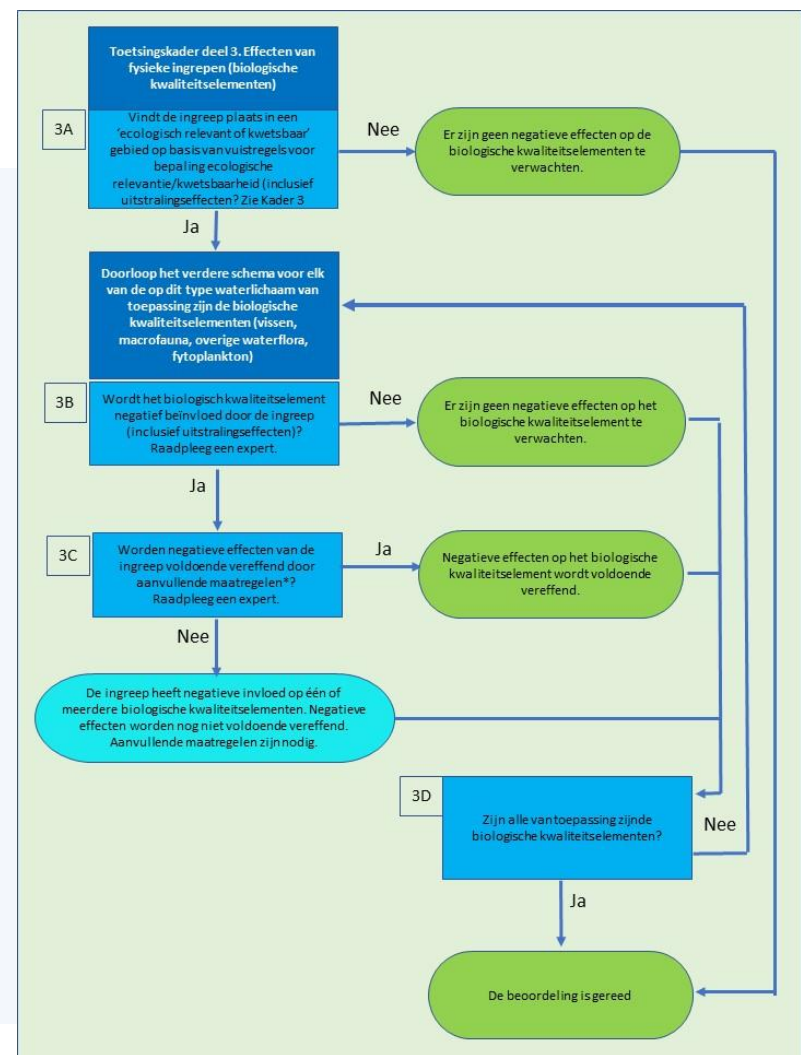 Toetsingskader deel 3. Effecten van
fysieke ingrepen (biologische
kwaliteitselementen)
3A
Vindt de ingreep plaats in een
'ecologisch relevant of kwetsbaar'
gebied op basis van vuistregels voor
bepaling ecologische
relevantie/kwetsbaarheid (inclusief
uitstralingseffecten? Zie Kader 3
Nee
Er zijn geen negatieve effecten op de
biologische kwaliteitselementen te
verwachten.
Ja
Doorloop het verdere schema voor elk
van de op dit type waterlichaam van
toepassing zijn de biologische
kwaliteitselementen (vissen,
macrofauna, overige waterflora,
fytoplankton)
3B
Wordt het biologisch kwaliteitselement
negatief beïnvloed door de ingreep
(inclusief uitstralingseffecten)?
Raadpleeg een expert.
Nee
Er zijn geen negatieve effecten op het
biologische kwaliteitselement te
verwachten.
Ja
3C
Worden negatieve effecten van de
ingreep voldoende vereffend door
aanvullende maatregelen*?
Raadpleeg een expert.
Ja
Negatieve effecten op het biologische
kwaliteitselement wordt voldoende
vereffend.
Nee
De ingreep heeft negatieve invloed op één of
meerdere biologische kwaliteitselementen. Negatieve
effecten worden nog niet voldoende vereffend.
Aanvullende maatregelen zijn nodig.
3D
Zijn alle van toepassing zijnde
biologische kwaliteitselementen?
Nee
Ja
De beoordeling is gereed